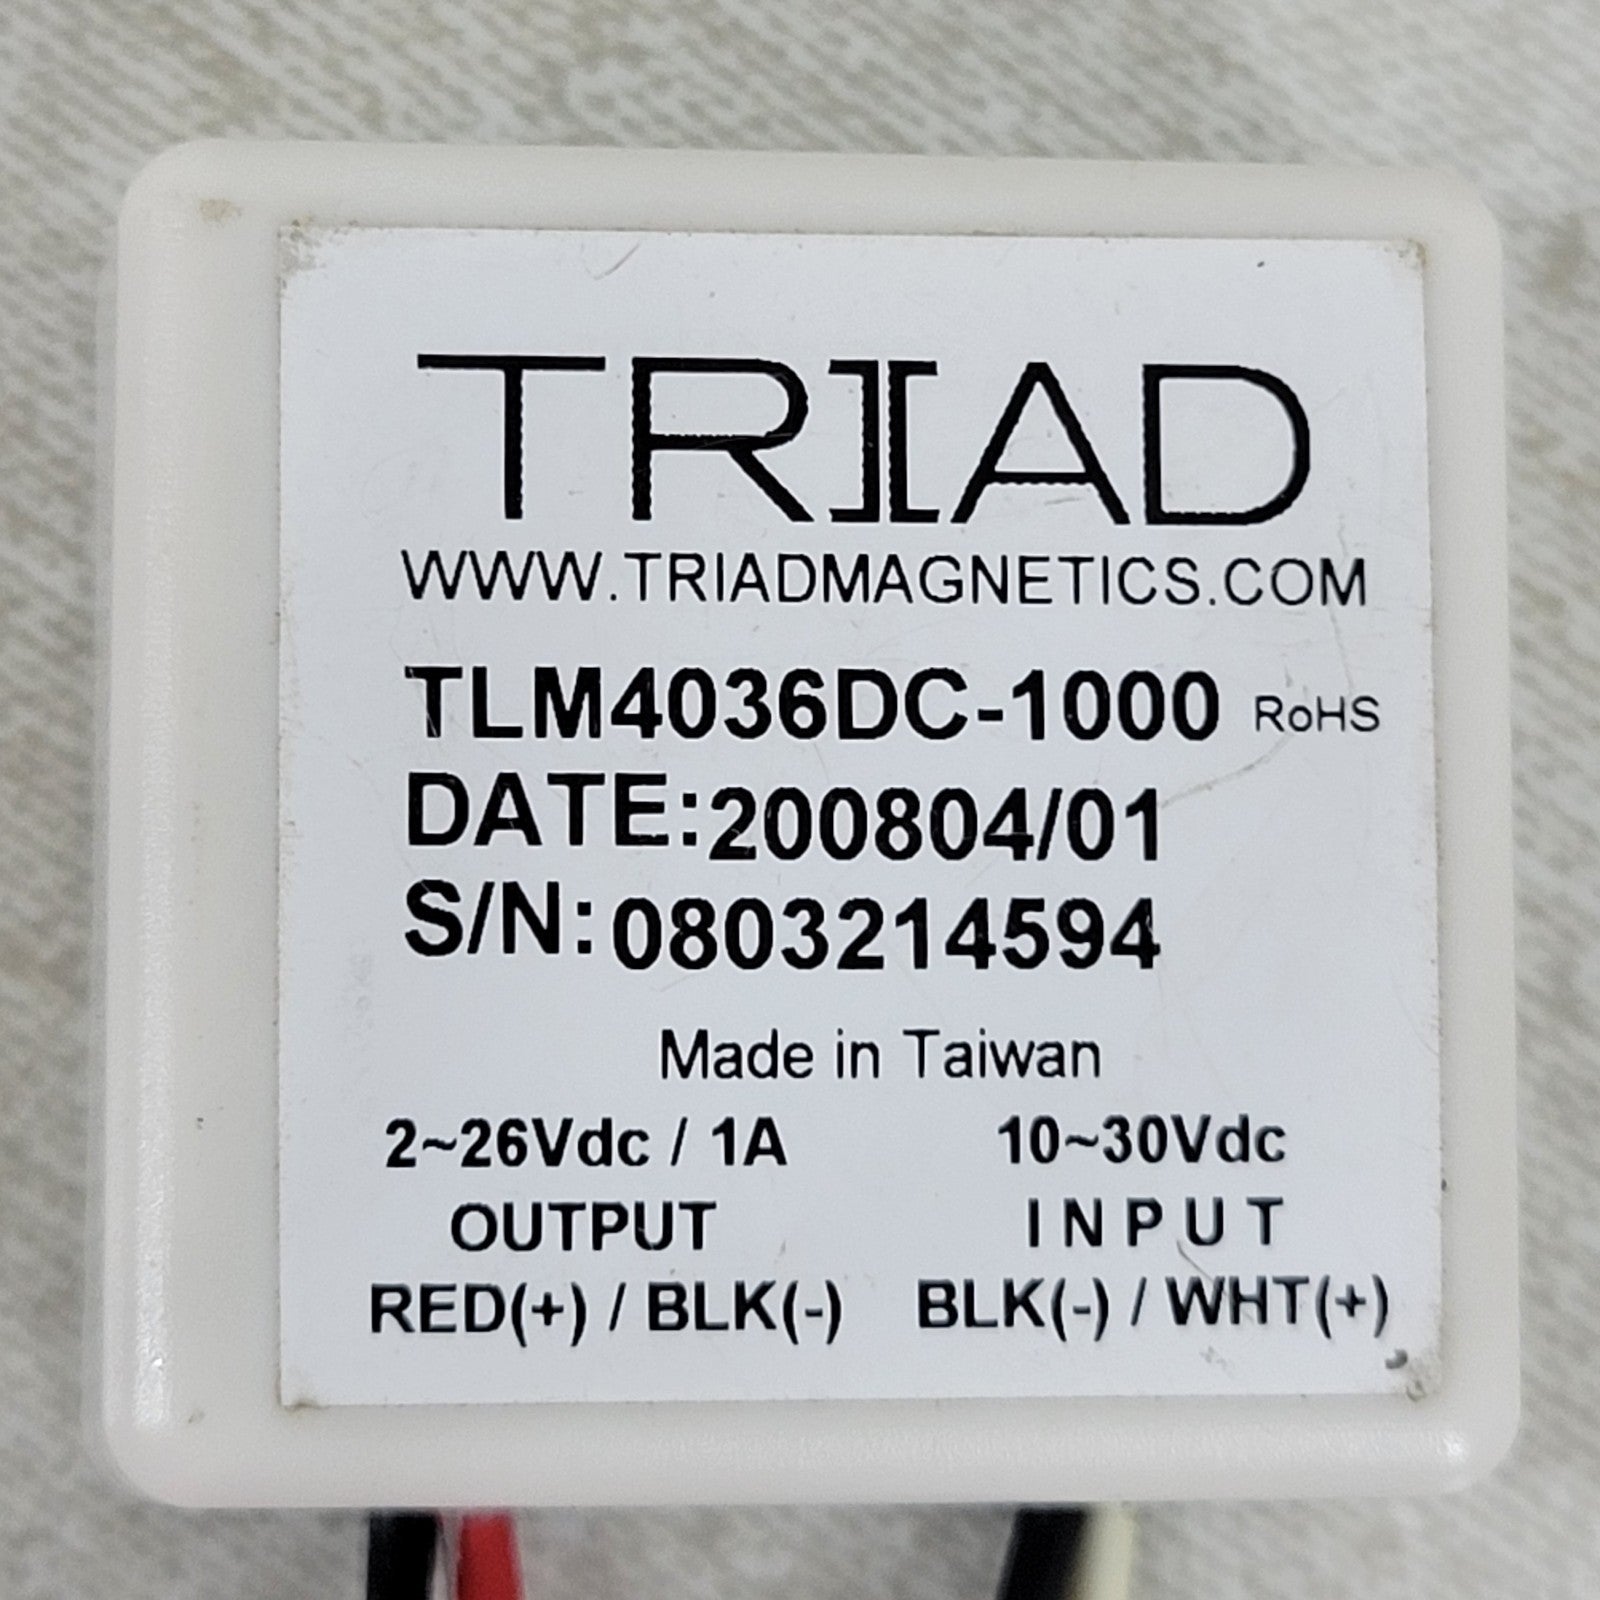 TRIAD
WWW.TRIADMAGNETICS.COM
TLM4036DC-1000 RoHS
DATE:200804/01
S/N:0803214594
Made in Taiwan
2~26Vdc / 1A 10~30Vdc
OUTPUT INPUT
RED(+) / BLK(-) BLK(-) / WHT(+)